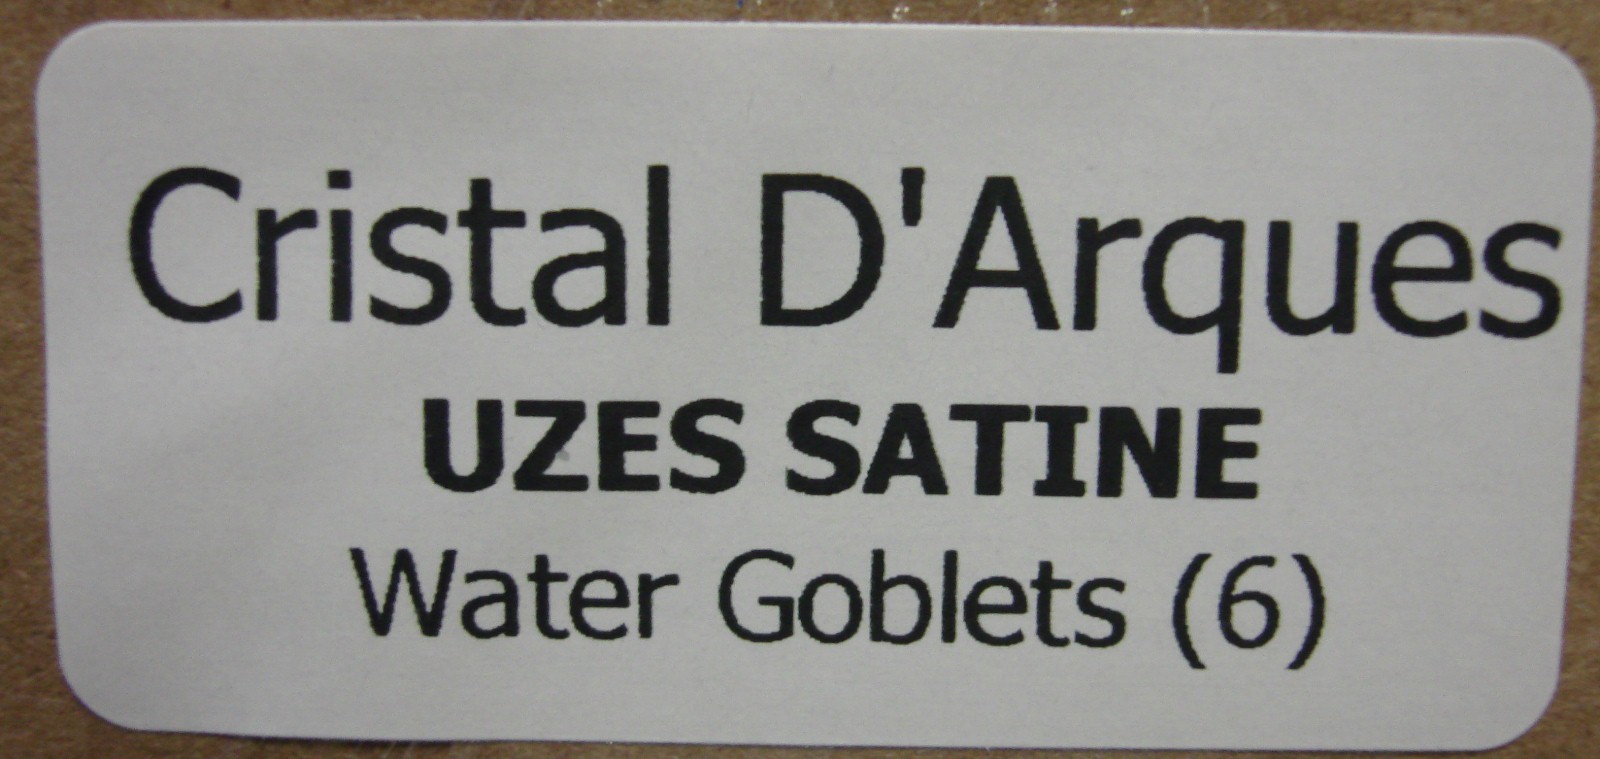 Cristal D'Arques
UZES SATINE
Water Goblets (6)